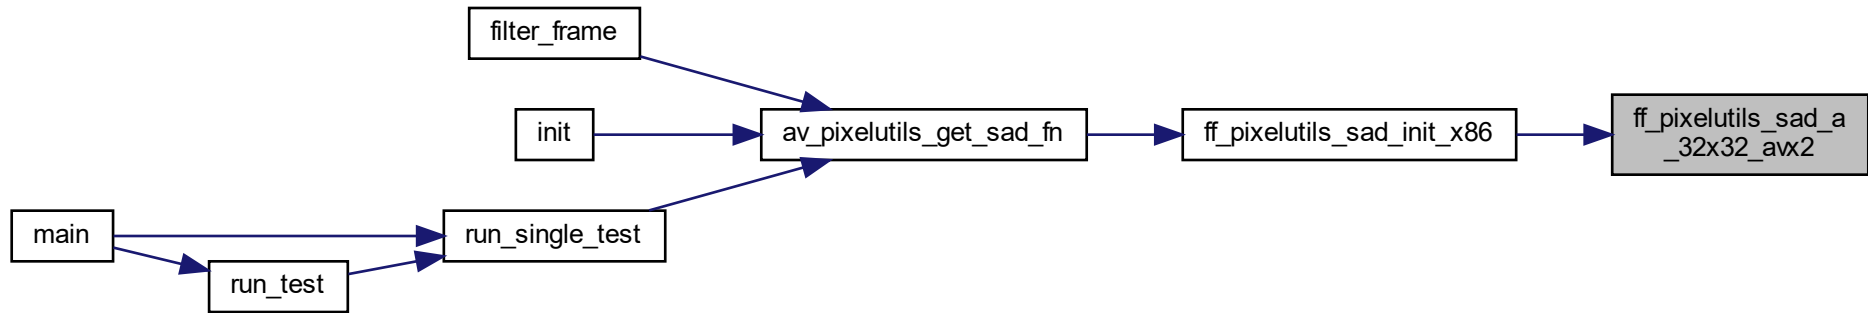 filter_frame
init
av_pixelutils_get_sad_fn
ff_pixelutils_sad_init_x86
ff_pixelutils_sad_a
_32x32_avx2
main
run_single_test
run_test